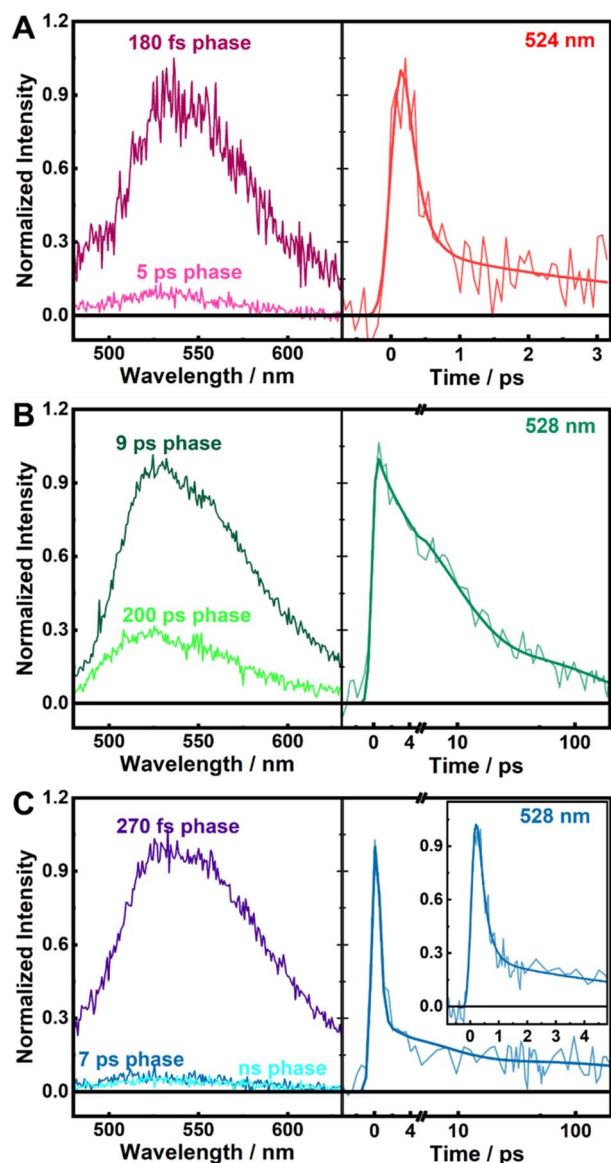 A
180 fs phase
524 nm
5 ps phase
Normalized Intensity
1.2
0.9
0.6
0.3
0.0
500 550 600
0 1 2 3
Wavelength / nm
Time / ps
B
9 ps phase
528 nm
200 ps phase
Normalized Intensity
1.2
0.9
0.6
0.3
0.0
500 550 600
0 4 10 100
Wavelength / nm
Time / ps
C
270 fs phase
528 nm
7 ps phase
ns phase
Normalized Intensity
1.2
0.9
0.6
0.3
0.0
0.9
0.6
0.3
0.0
0 1 2 3 4
500 550 600
0 4 10 100
Wavelength / nm
Time / ps